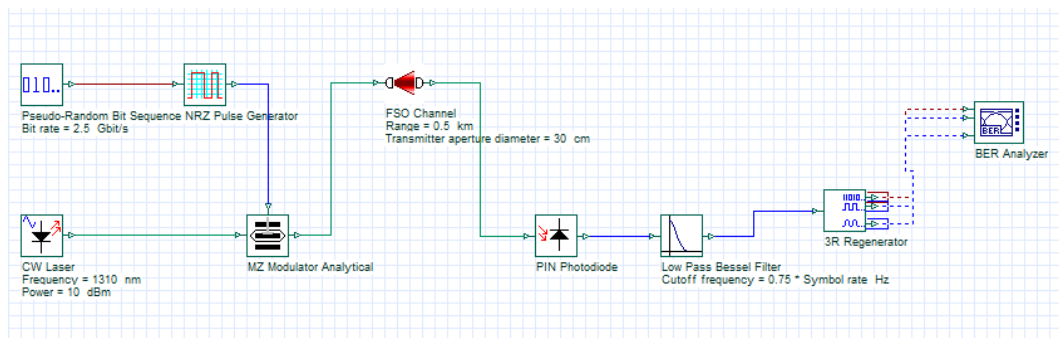 010..
Pseudo-Random Bit Sequence
Bit rate = 2.5 Gbit/s
NRZ Pulse Generator
FSO Channel
Range = 0.5 km
Transmitter aperture diameter = 30 cm
BER
BER Analyzer
CW Laser
Frequency = 1310 nm
Power = 10 dBm
MZ Modulator Analytical
PIN Photodiode
Low Pass Bessel Filter
Cutoff frequency = 0.75 * Symbol rate Hz
3R Regenerator